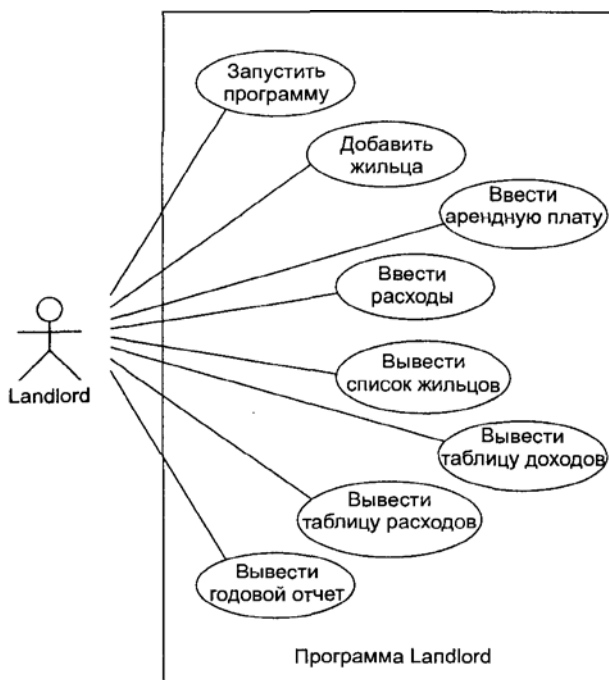 Запустить
программу
Добавить
жильца
Ввести
арендную плату
Ввести
расходы
Landlord
Вывести
список жильцов
Вывести
таблицу доходов
Вывести
таблицу расходов
Вывести
годовой отчет
Программа Landlord